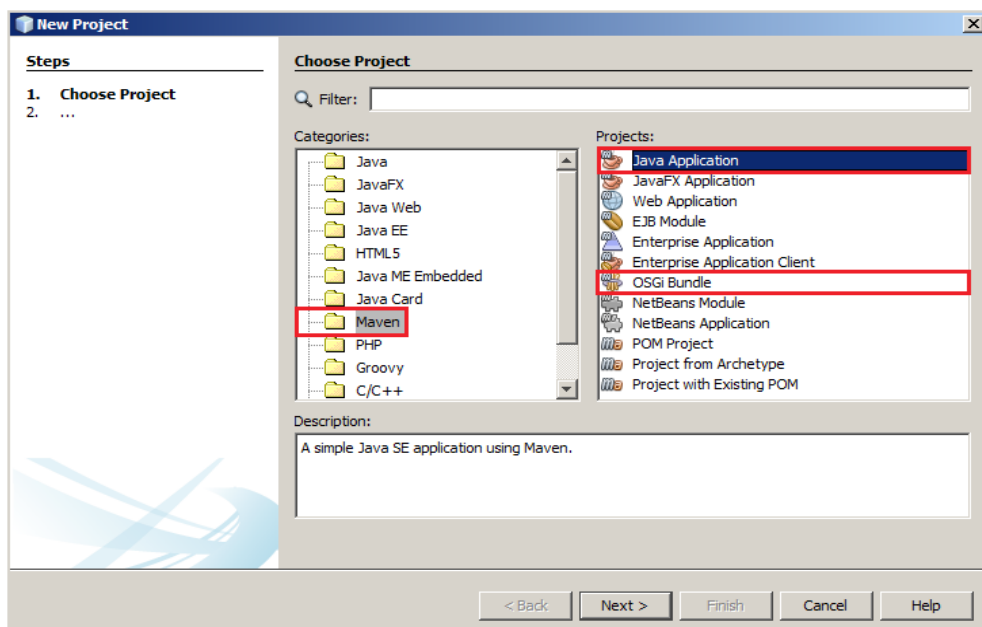 New Project
Steps
1. Choose Project
2. ...
Choose Project
Filter:
Categories:
Java
JavaFX
Java Web
Java EE
HTML5
Java ME Embedded
Java Card
Maven
PHP
Groovy
C/C++
Projects:
Java Application
JavaFX Application
Web Application
EJB Module
Enterprise Application
Enterprise Application Client
OSGi Bundle
NetBeans Module
NetBeans Application
POM Project
Project from Archetype
Project with Existing POM
Description:
A simple Java SE application using Maven.
< Back
Next >
Finish
Cancel
Help